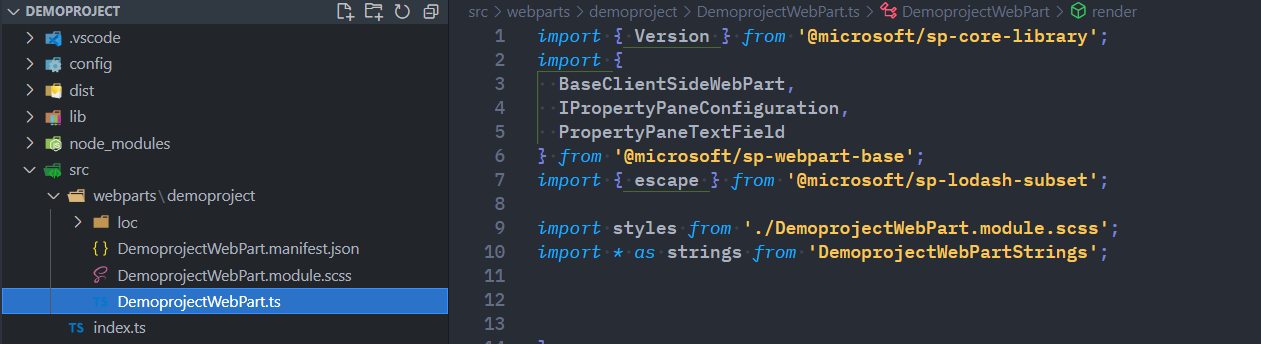 DEMOPROJECT
.vscode
config
dist
lib
node_modules
src
webparts\demoproject
loc
{ } DemoprojectWebPart.manifest.json
DemoprojectWebPart.module.scss
TS DemoprojectWebPart.ts
TS index.ts
src > webparts > demoproject > DemoprojectWebPart.ts > DemoprojectWebPart > render
1 import { Version } from '@microsoft/sp-core-library';
2 import {
3 BaseClientSideWebPart,
4 IPropertyPaneConfiguration,
5 PropertyPaneTextField
6 } from '@microsoft/sp-webpart-base';
7 import { escape } from '@microsoft/sp-lodash-subset';
8
9 import styles from './DemoprojectWebPart.module.scss';
10 import * as strings from 'DemoprojectWebPartStrings';
11
12
13